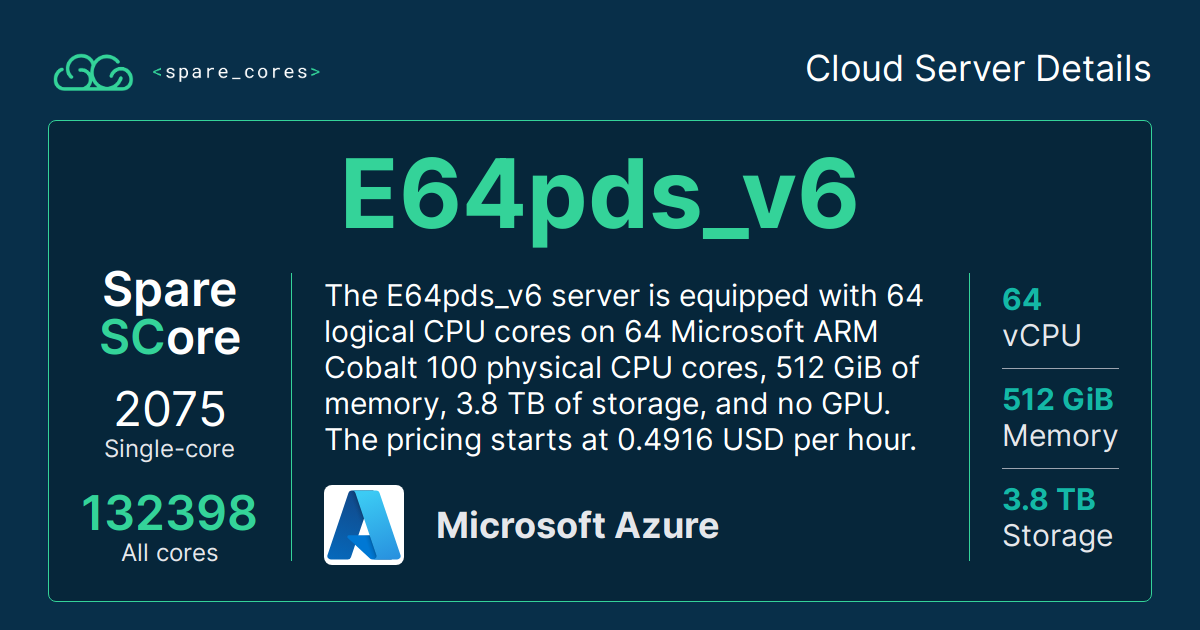 <spare_cores>
Cloud Server Details
E64pds_v6
Spare
SCore
2075
Single-core
132398
All cores
The E64pds_v6 server is equipped with 64
logical CPU cores on 64 Microsoft ARM
Cobalt 100 physical CPU cores, 512 GiB of
memory, 3.8 TB of storage, and no GPU.
The pricing starts at 0.4916 USD per hour.
Microsoft Azure
64
vCPU
512 GiB
Memory
3.8 TB
Storage